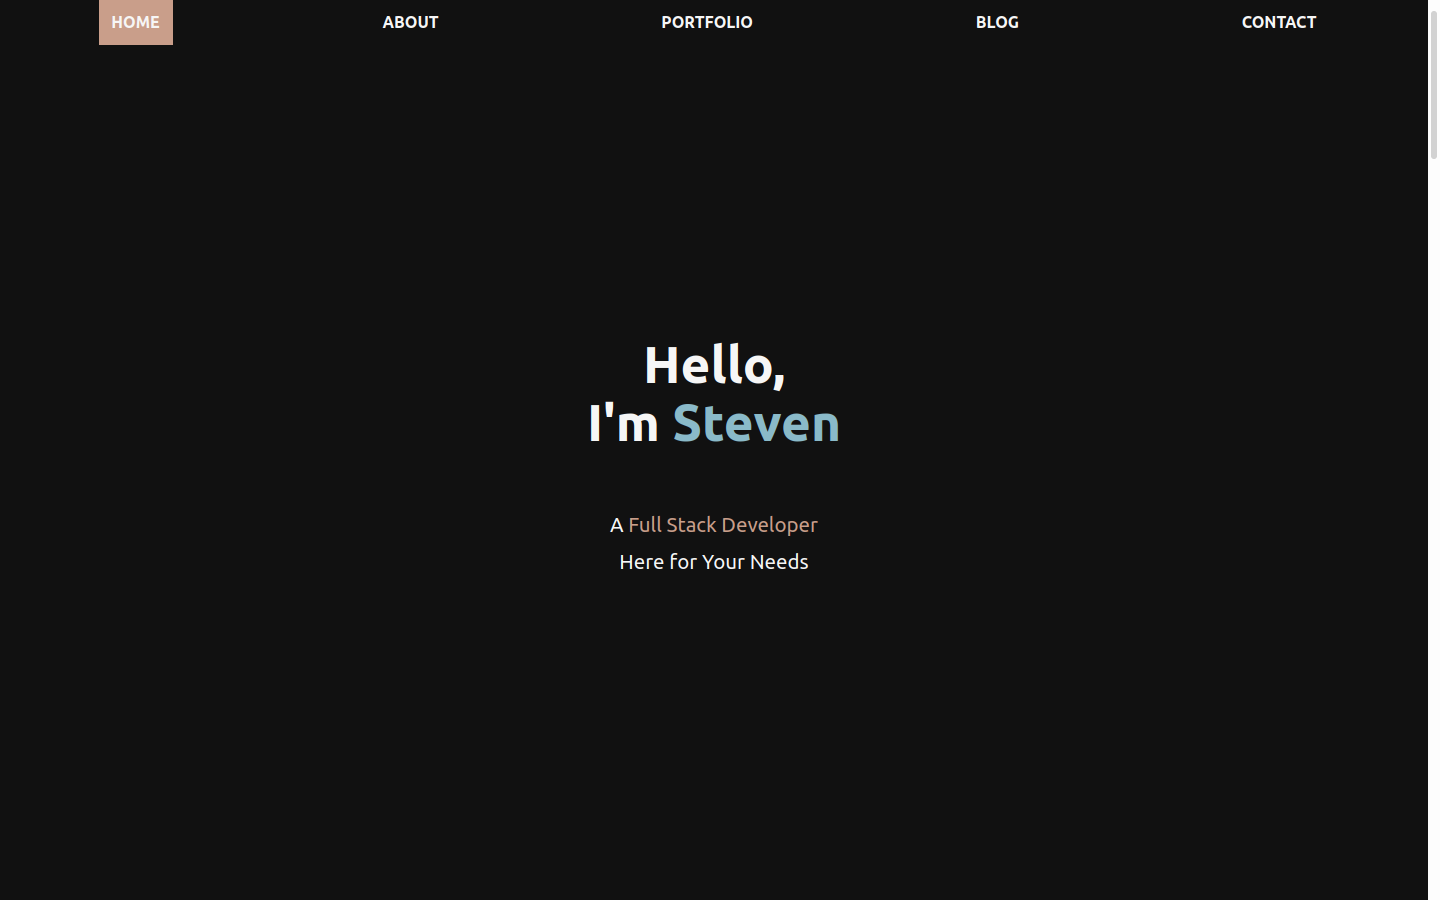 HOME ABOUT PORTFOLIO BLOG CONTACT
Hello,
I'm Steven
A Full Stack Developer
Here for Your Needs